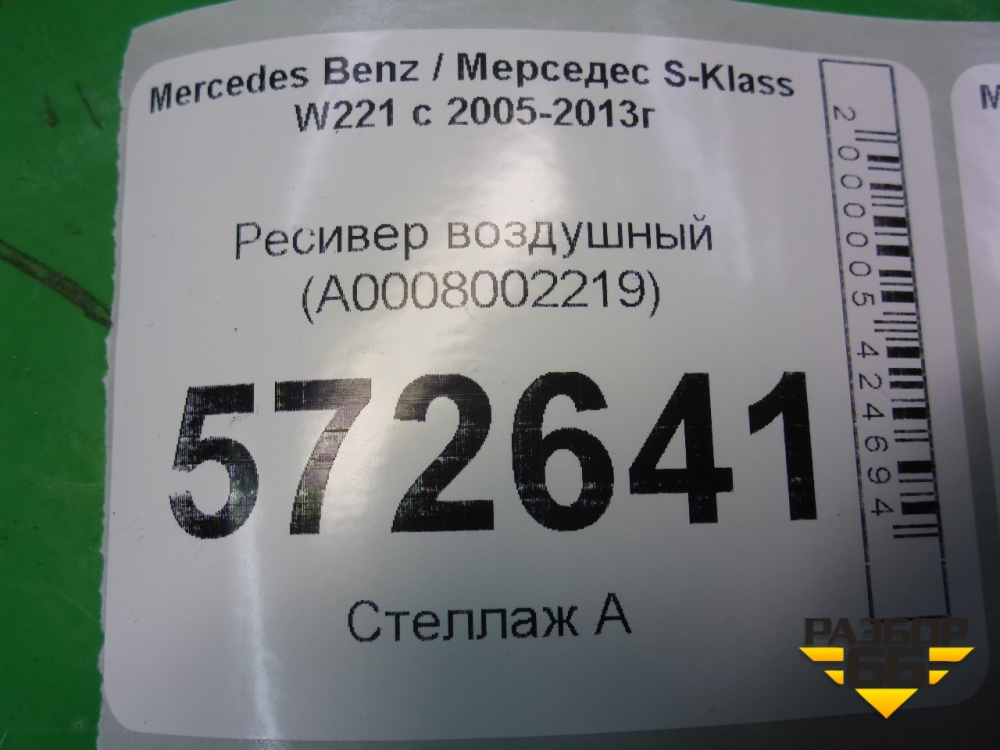 Mercedes Benz / Мерседес S-Klass
W221 с 2005-2013г
Ресивер воздушный
(A0008002219)
572641
Стеллаж А
2000005424694
М
РАЗБОР
66